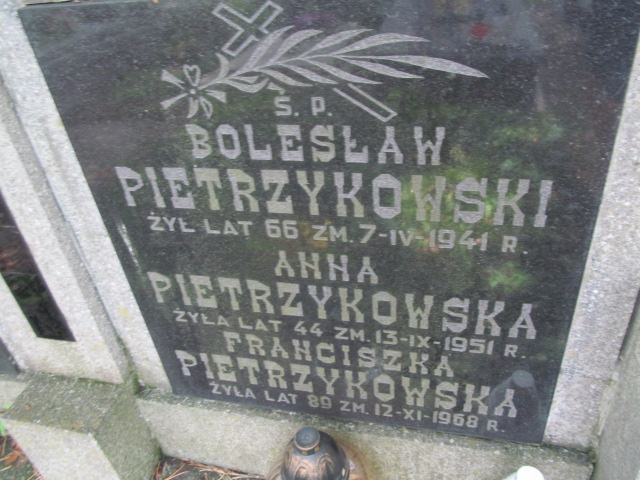 Ś. P.
BOLESŁAW
PIETRZYKOWSKI
ŻYŁ LAT 66 ZM. 7-IV-1941 R.
ANNA
PIETRZYKOWSKA
ŻYŁA LAT 44 ZM. 13-IX-1951 R.
FRANCISZKA
PIETRZYKOWSKA
ŻYŁA LAT 89 ZM. 12-XI-1968 R.